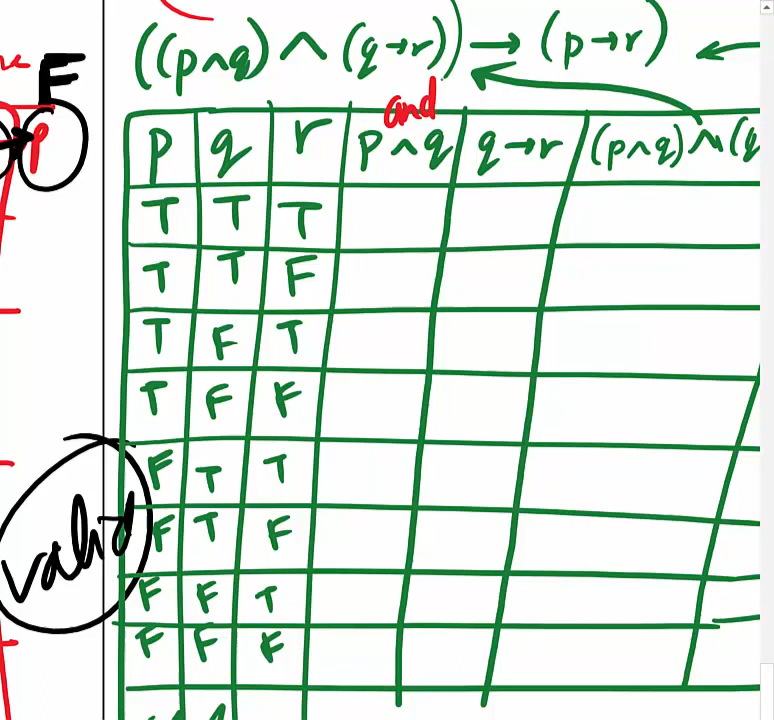 ((p∧q) ∧ (q→r)) → (p→r)
F
p
and
p q r p∧q q→r (p∧q) ∧ (q
T T T
T T F
T F T
T F F
F T T
F T F
F F T
F F F
valid